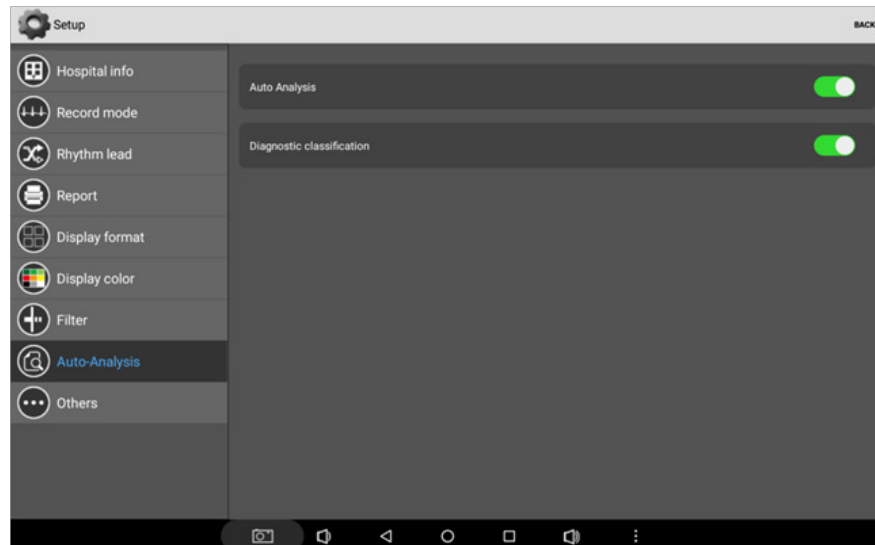 Setup
BACK
Hospital info
Record mode
Rhythm lead
Report
Display format
Display color
Filter
Auto-Analysis
Others
Auto Analysis
Diagnostic classification